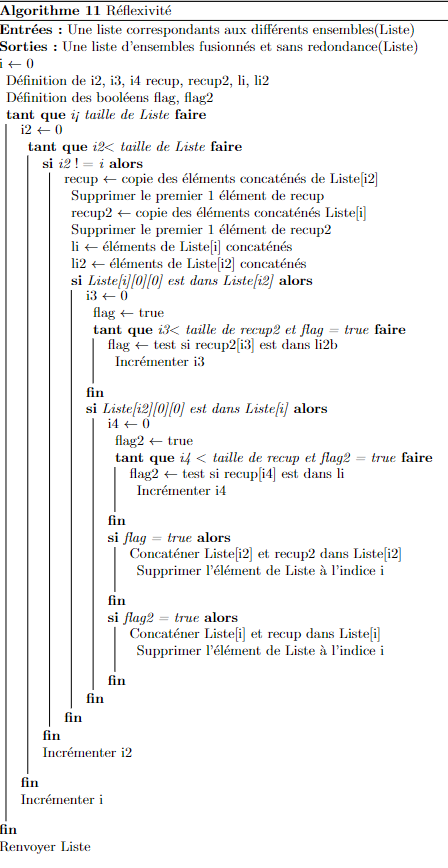 Algorithme 11 Réflexivité
Entrées : Une liste correspondants aux différents ensembles(Liste)
Sorties : Une liste d'ensembles fusionnés et sans redondance(Liste)
i ← 0
Définition de i2, i3, i4 recup, recup2, li, li2
Définition des booléens flag, flag2
tant que i¡ taille de Liste faire
i2 ← 0
tant que i2< taille de Liste faire
si i2 ! = i alors
recup ← copie des éléments concaténés de Liste[i2]
Supprimer le premier 1 élément de recup
recup2 ← copie des éléments concaténés Liste[i]
Supprimer le premier 1 élément de recup2
li ← éléments de Liste[i] concaténés
li2 ← éléments de Liste[i2] concaténés
si Liste[i][0][0] est dans Liste[i2] alors
i3 ← 0
flag ← true
tant que i3< taille de recup2 et flag = true faire
flag ← test si recup2[i3] est dans li2b
Incrémenter i3
fin
si Liste[i2][0][0] est dans Liste[i] alors
i4 ← 0
flag2 ← true
tant que i4 < taille de recup et flag2 = true faire
flag2 ← test si recup[i4] est dans li
Incrémenter i4
fin
si flag = true alors
Concaténer Liste[i2] et recup2 dans Liste[i2]
Supprimer l'élément de Liste à l'indice i
fin
si flag2 = true alors
Concaténer Liste[i] et recup dans Liste[i]
Supprimer l'élément de Liste à l'indice i
fin
fin
fin
fin
Incrémenter i2
fin
Incrémenter i
fin
Renvoyer Liste